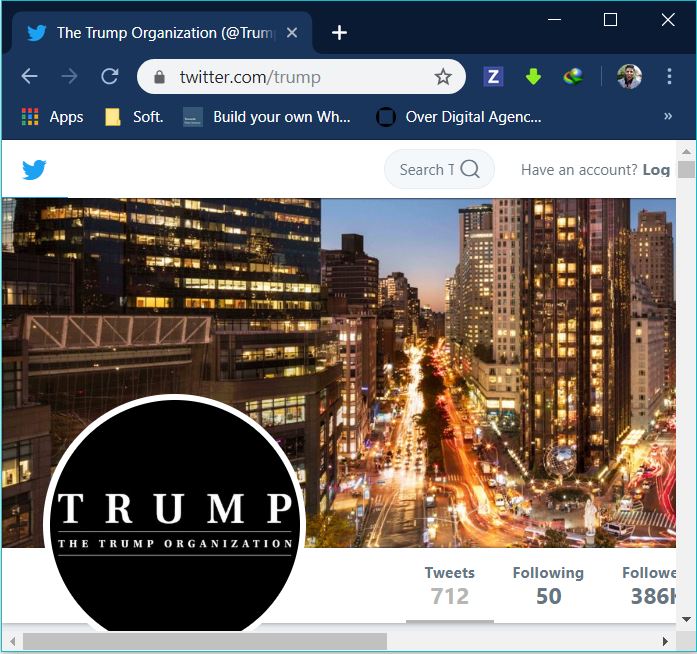 The Trump Organization (@Trum
twitter.com/trump
Z
Apps
Soft.
Build your own Wh...
Over Digital Agenc...
»
Search T
Have an account? Log
TRUMP
THE TRUMP ORGANIZATION
Tweets
Following
Followe
712
50
386K